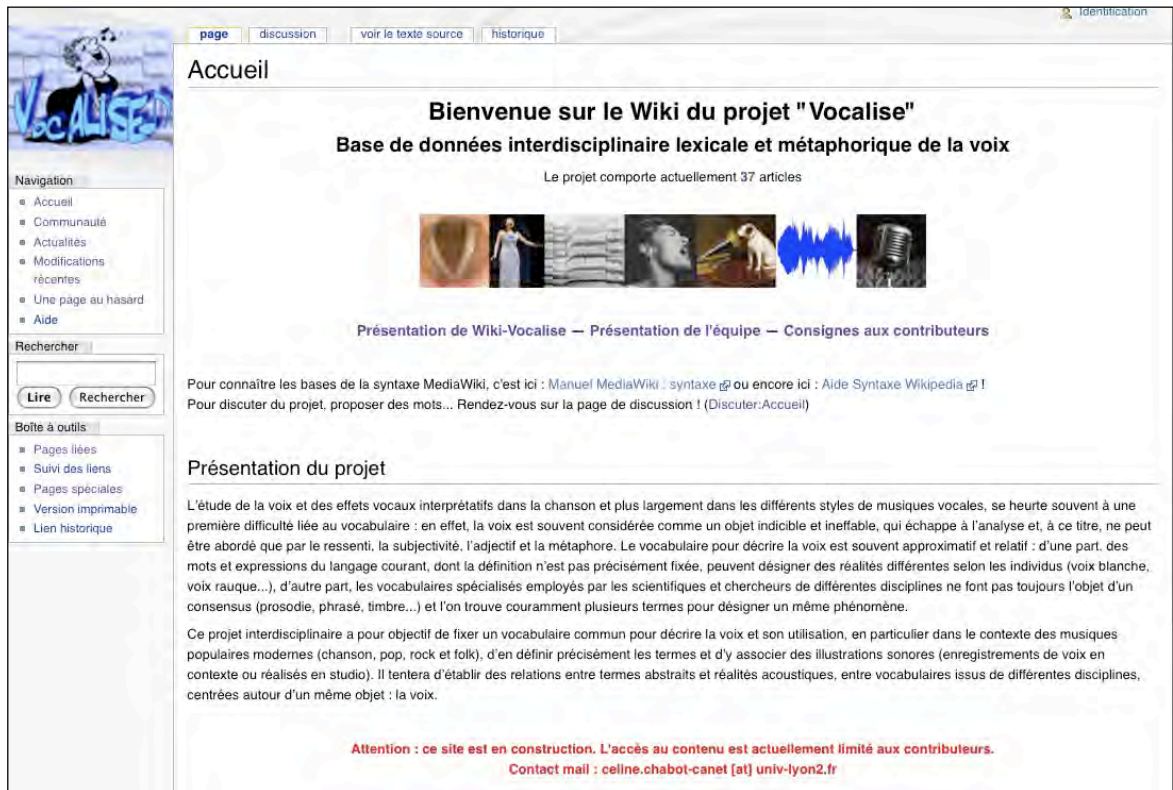 Identification
page
discussion
voir le texte source
historique
VocALISE
Accueil
Bienvenue sur le Wiki du projet "Vocalise"
Base de données interdisciplinaire lexicale et métaphorique de la voix
Le projet comporte actuellement 37 articles
Navigation
Accueil
Communauté
Actualités
Modifications
récentes
Une page au hasard
Aide
Rechercher
Lire
Rechercher
Boîte à outils
Pages liées
Suivi des liens
Pages spéciales
Version imprimable
Lien historique
Présentation de Wiki-Vocalise — Présentation de l'équipe — Consignes aux contributeurs
Pour connaître les bases de la syntaxe MediaWiki, c'est ici : Manuel MediaWiki : syntaxe ou encore ici : Aide Syntaxe Wikipedia !
Pour discuter du projet, proposer des mots... Rendez-vous sur la page de discussion ! (Discuter:Accueil)
Présentation du projet
L'étude de la voix et des effets vocaux interprétatifs dans la chanson et plus largement dans les différents styles de musiques vocales, se heurte souvent à une
première difficulté liée au vocabulaire : en effet, la voix est souvent considérée comme un objet indicible et ineffable, qui échappe à l'analyse et, à ce titre, ne peut
être abordé que par le ressenti, la subjectivité, l'adjectif et la métaphore. Le vocabulaire pour décrire la voix est souvent approximatif et relatif : d'une part, des
mots et expressions du langage courant, dont la définition n'est pas précisément fixée, peuvent désigner des réalités différentes selon les individus (voix blanche,
voix rauque...), d'autre part, les vocabulaires spécialisés employés par les scientifiques et chercheurs de différentes disciplines ne font pas toujours l'objet d'un
consensus (prosodie, phrasé, timbre...) et l'on trouve couramment plusieurs termes pour désigner un même phénomène.
Ce projet interdisciplinaire a pour objectif de fixer un vocabulaire commun pour décrire la voix et son utilisation, en particulier dans le contexte des musiques
populaires modernes (chanson, pop, rock et folk), d'en définir précisément les termes et d'y associer des illustrations sonores (enregistrements de voix en
contexte ou réalisés en studio). Il tentera d'établir des relations entre termes abstraits et réalités acoustiques, entre vocabulaires issus de différentes disciplines,
centrées autour d'un même objet : la voix.
Attention : ce site est en construction. L'accès au contenu est actuellement limité aux contributeurs.
Contact mail : celine.chabot-canet [at] univ-lyon2.fr